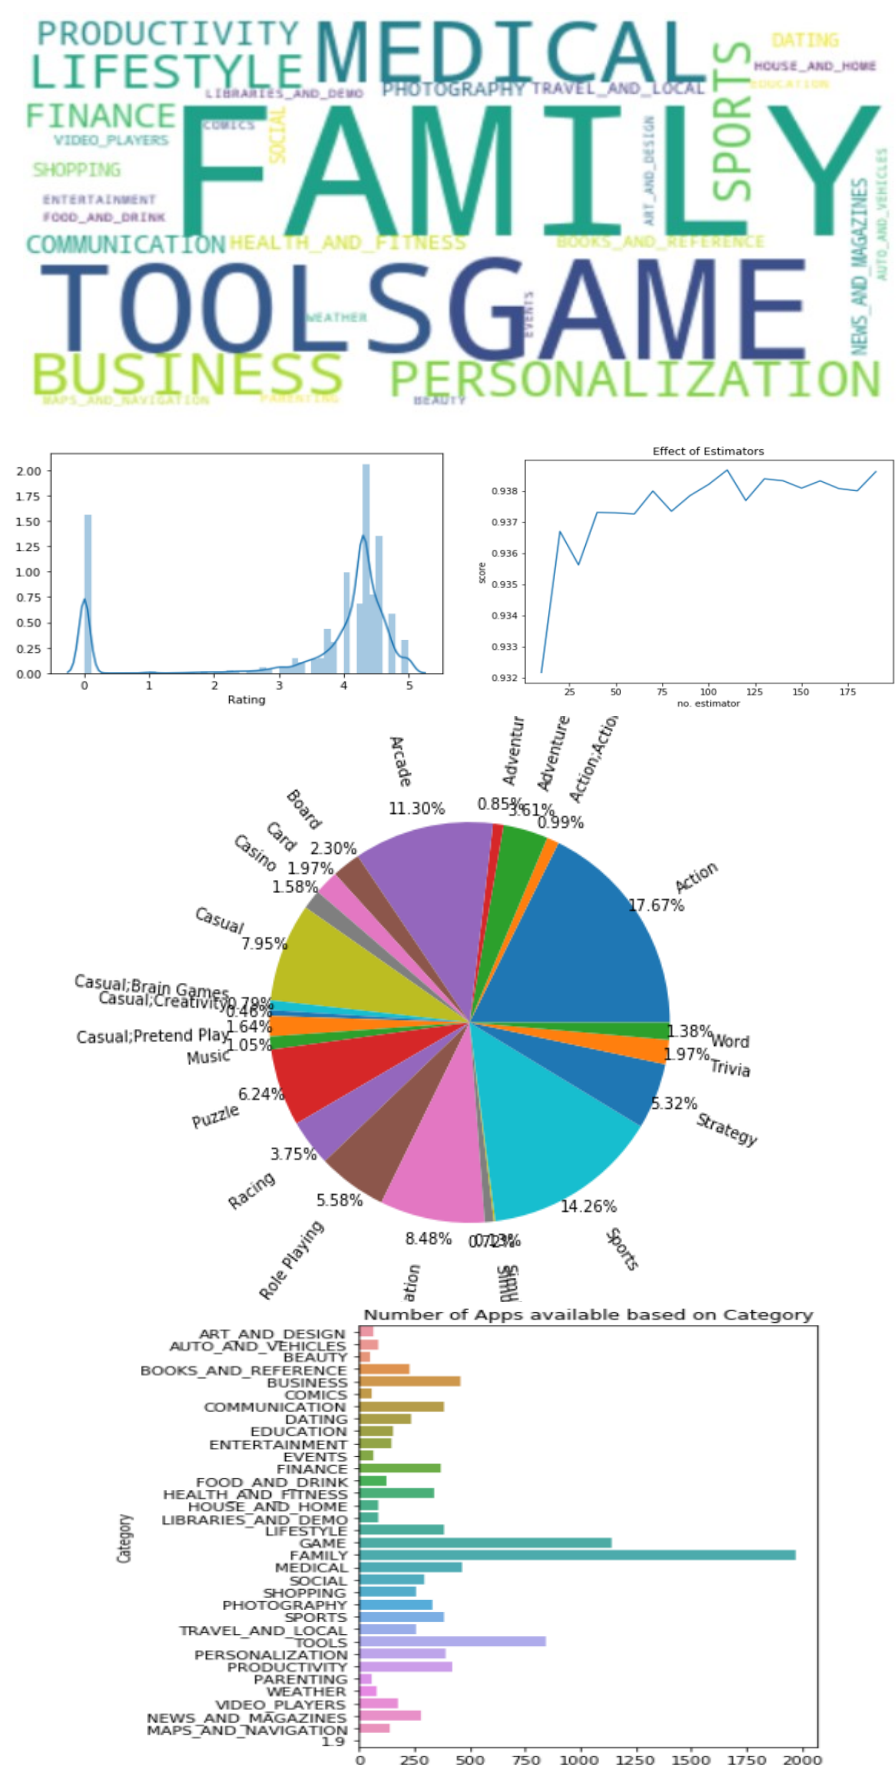 PRODUCTIVITY
MEDICAL
DATING
LIFESTYLE
SPORTS
HOUSE_AND_HOME
LIBRARIES_AND_DEMO
PHOTOGRAPHY
TRAVEL_AND_LOCAL
EDUCATION
FINANCE
COMICS
SOCIAL
FAMILY
VIDEO_PLAYERS
ART_AND_DESIGN
SHOPPING
ENTERTAINMENT
FOOD_AND_DRINK
NEWS_AND_MAGAZINES
AUTO_AND_VEHICLES
COMMUNICATION
HEALTH_AND_FITNESS
BOOKS_AND_REFERENCE
TOOLS
WEATHER
GAME
EVENTS
BUSINESS
PERSONALIZATION
MAPS_AND_NAVIGATION
PARENTING
BEAUTY
2.00
1.75
1.50
1.25
1.00
0.75
0.50
0.25
0.00
0 1 2 3 4 5
Rating
Effect of Estimators
0.938
0.937
0.936
0.935
0.934
0.933
0.932
score
25 50 75 100 125 150 175
no. estimator
Arcade
Adventur
Adventure
Action;Actio
11.30%
0.85%
3.61%
0.99%
Board
2.30%
Card
1.97%
Casino
1.58%
Action
17.67%
Casual
7.95%
Casual;Brain Games
0.79%
Casual;Creativity
0.46%
Casual;Pretend Play
1.64%
Music
1.05%
1.38%
Word
1.97%
Trivia
Puzzle
6.24%
5.32%
Strategy
Racing
3.75%
Role Playing
5.58%
ation
8.48%
0.72%
0.13%
14.26%
Sports
Number of Apps available based on Category
Category
ART_AND_DESIGN
AUTO_AND_VEHICLES
BEAUTY
BOOKS_AND_REFERENCE
BUSINESS
COMICS
COMMUNICATION
DATING
EDUCATION
ENTERTAINMENT
EVENTS
FINANCE
FOOD_AND_DRINK
HEALTH_AND_FITNESS
HOUSE_AND_HOME
LIBRARIES_AND_DEMO
LIFESTYLE
GAME
FAMILY
MEDICAL
SOCIAL
SHOPPING
PHOTOGRAPHY
SPORTS
TRAVEL_AND_LOCAL
TOOLS
PERSONALIZATION
PRODUCTIVITY
PARENTING
WEATHER
VIDEO_PLAYERS
NEWS_AND_MAGAZINES
MAPS_AND_NAVIGATION
1.9
0 250 500 750 1000 1250 1500 1750 2000